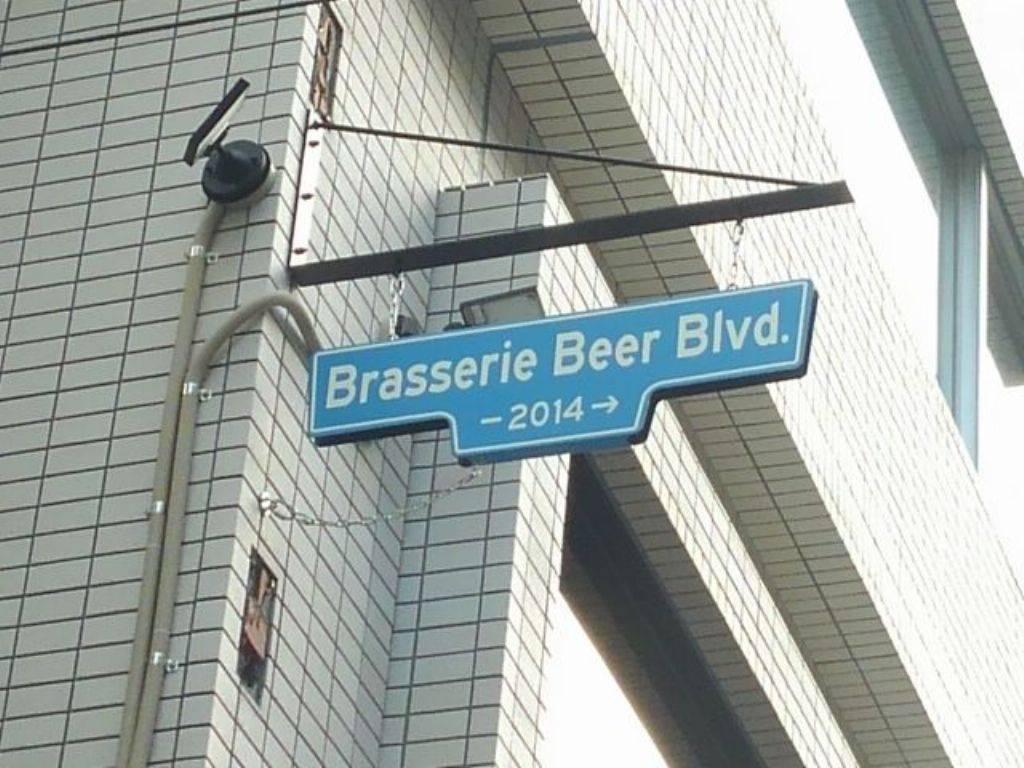 Brasserie Beer Blvd.
– 2014 →